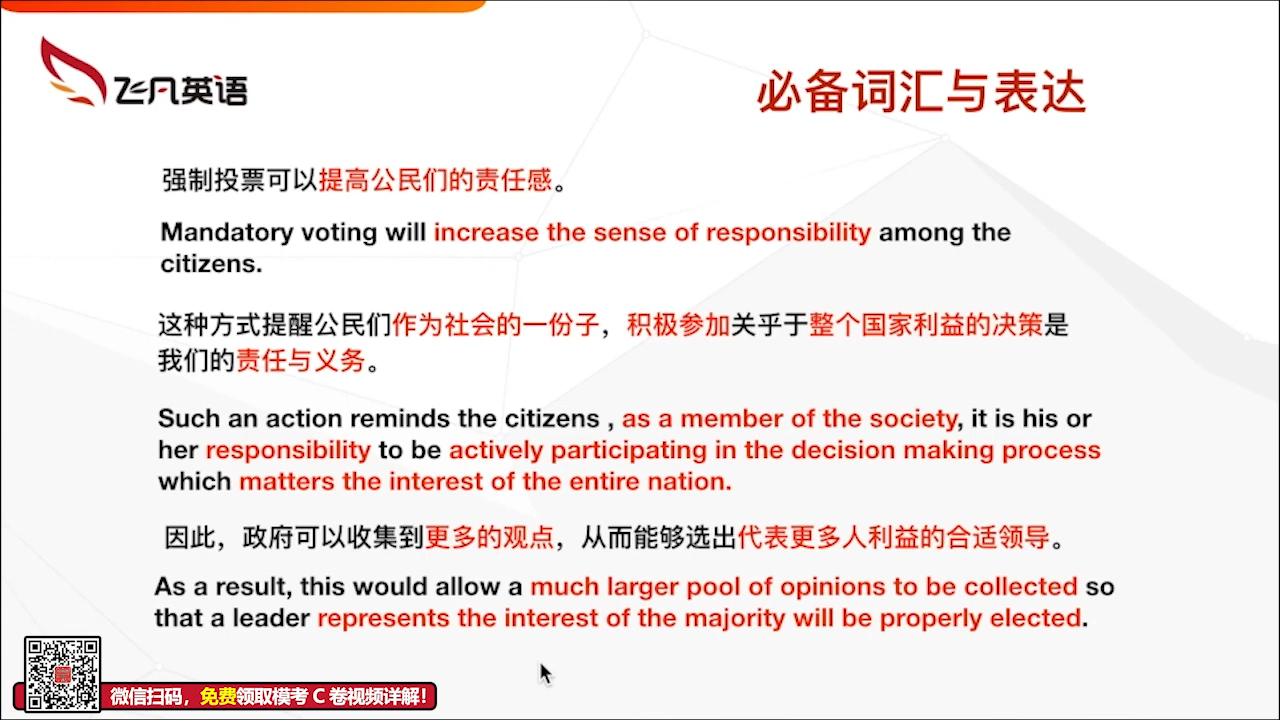 飞凡英语
必备词汇与表达
强制投票可以提高公民们的责任感。
Mandatory voting will increase the sense of responsibility among the
citizens.
这种方式提醒公民们作为社会的一份子，积极参加关乎于整个国家利益的决策是
我们的责任与义务。
Such an action reminds the citizens , as a member of the society, it is his or
her responsibility to be actively participating in the decision making process
which matters the interest of the entire nation.
因此，政府可以收集到更多的观点，从而能够选出代表更多人利益的合适领导。
As a result, this would allow a much larger pool of opinions to be collected so
that a leader represents the interest of the majority will be properly elected.
微信扫码，免费领取模考 C 卷视频详解！